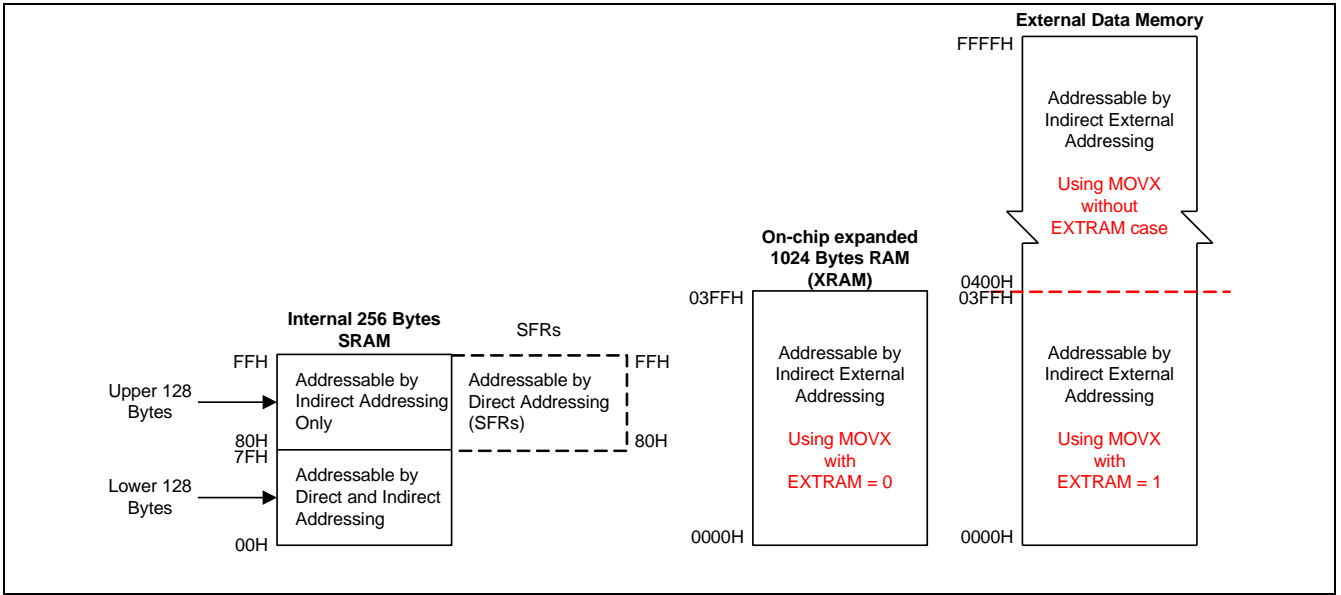 External Data Memory
FFFFH
Addressable by
Indirect External
Addressing
Using MOVX
without
EXTRAM case
0400H
03FFH
Addressable by
Indirect External
Addressing
Using MOVX
with
EXTRAM = 1
0000H
On-chip expanded
1024 Bytes RAM
(XRAM)
03FFH
Addressable by
Indirect External
Addressing
Using MOVX
with
EXTRAM = 0
0000H
Internal 256 Bytes
SRAM
SFRs
FFH
Addressable by
Indirect Addressing
Only
Addressable by
Direct Addressing
(SFRs)
FFH
Upper 128
Bytes
80H
80H
7FH
Lower 128
Bytes
Addressable by
Direct and Indirect
Addressing
00H